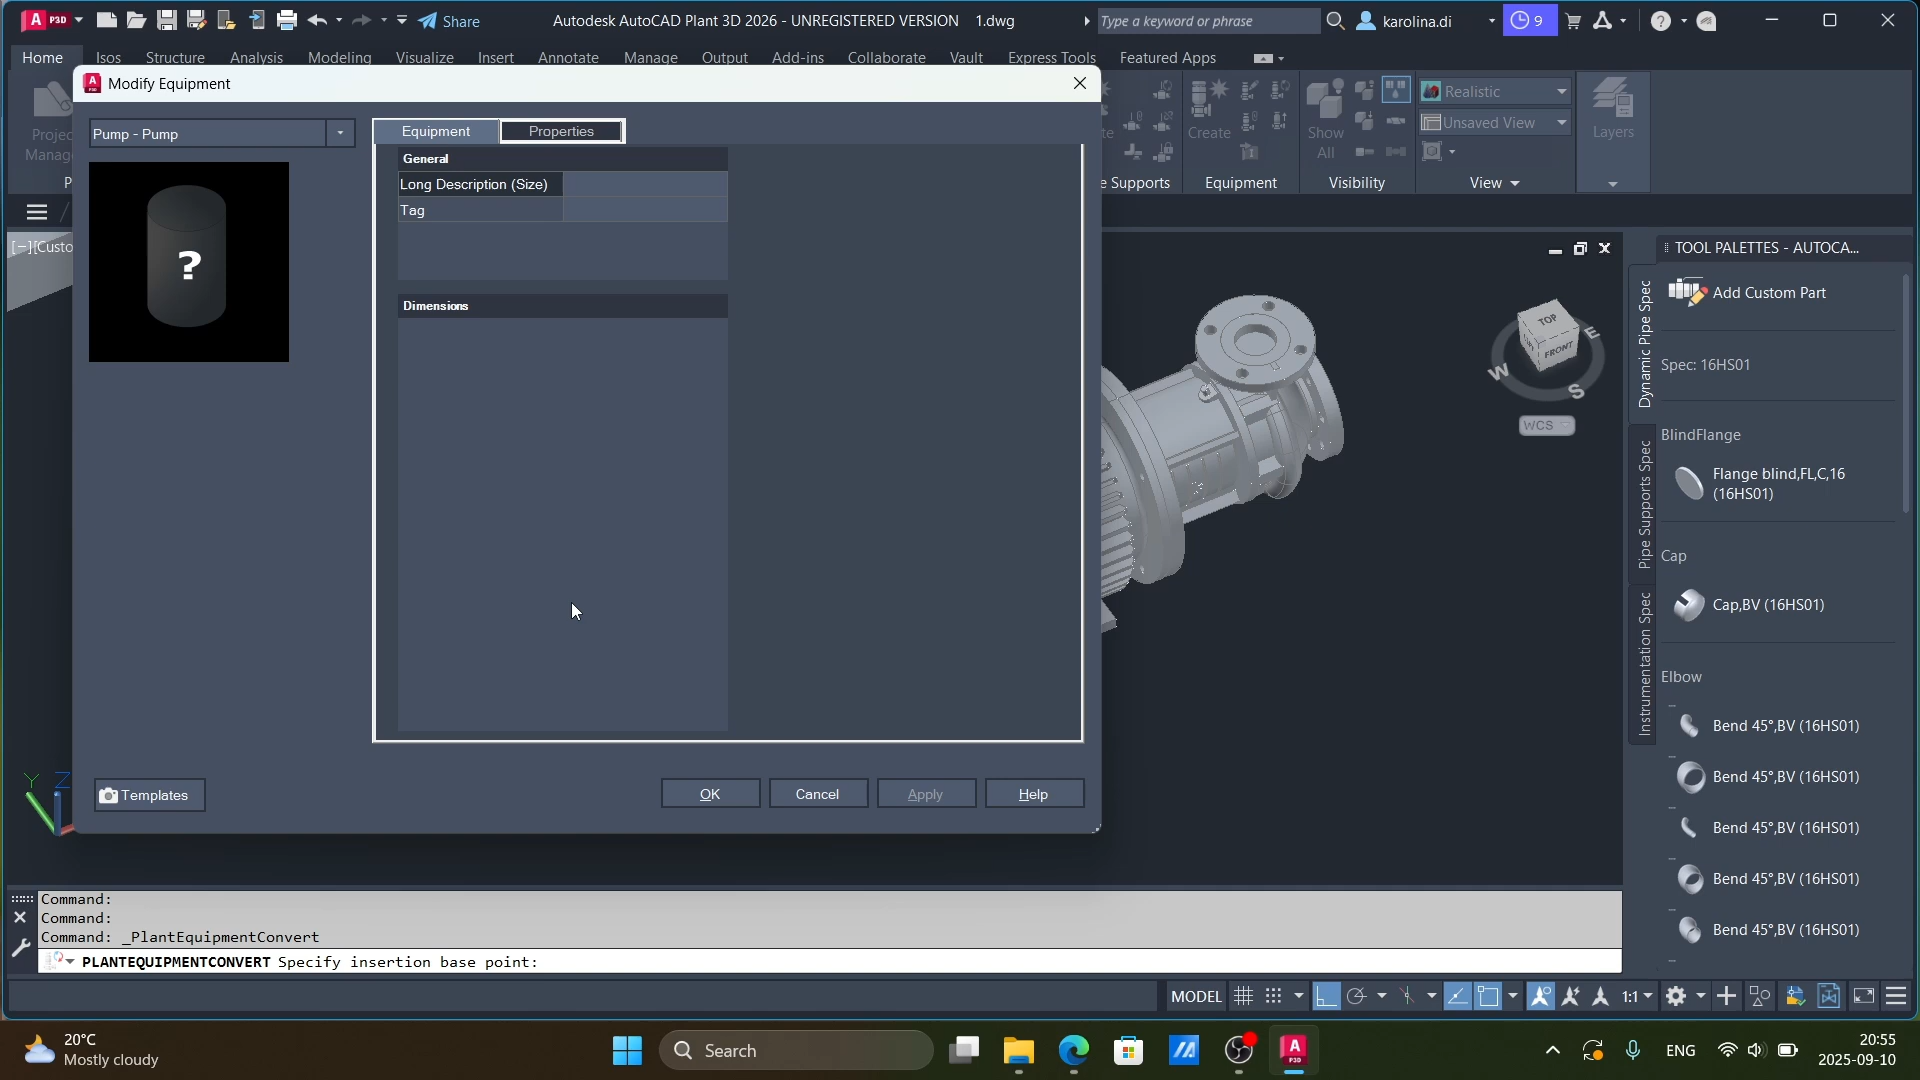 A P3D
Share
Autodesk AutoCAD Plant 3D 2026 - UNREGISTERED VERSION 1.dwg
Type a keyword or phrase
karolina.di
9
Home
Isos
Structure
Analysis
Modeling
Visualize
Insert
Annotate
Manage
Output
Add-ins
Collaborate
Vault
Express Tools
Featured Apps
Modify Equipment
Create
Show
All
Realistic
Unsaved View
Layers
e Supports
Equipment
Visibility
View
Projec
Manag
P
Pump - Pump
Equipment
Properties
General
Long Description (Size)
Tag
Dimensions
?
Templates
OK
Cancel
Apply
Help
[−][Custo
TOP
FRONT
W
E
S
WCS
Y
Z
TOOL PALETTES - AUTOCA...
Dynamic Pipe Spec
Pipe Supports Spec
Instrumentation Spec
Add Custom Part
Spec: 16HS01
BlindFlange
Flange blind,FL,C,16
(16HS01)
Cap
Cap,BV (16HS01)
Elbow
Bend 45°,BV (16HS01)
Bend 45°,BV (16HS01)
Bend 45°,BV (16HS01)
Bend 45°,BV (16HS01)
Bend 45°,BV (16HS01)
Command:
Command:
Command: _PlantEquipmentConvert
PLANTEQUIPMENTCONVERT Specify insertion base point:
MODEL
1:1
20°C
Mostly cloudy
Search
A
P3D
ENG
20:55
2025-09-10